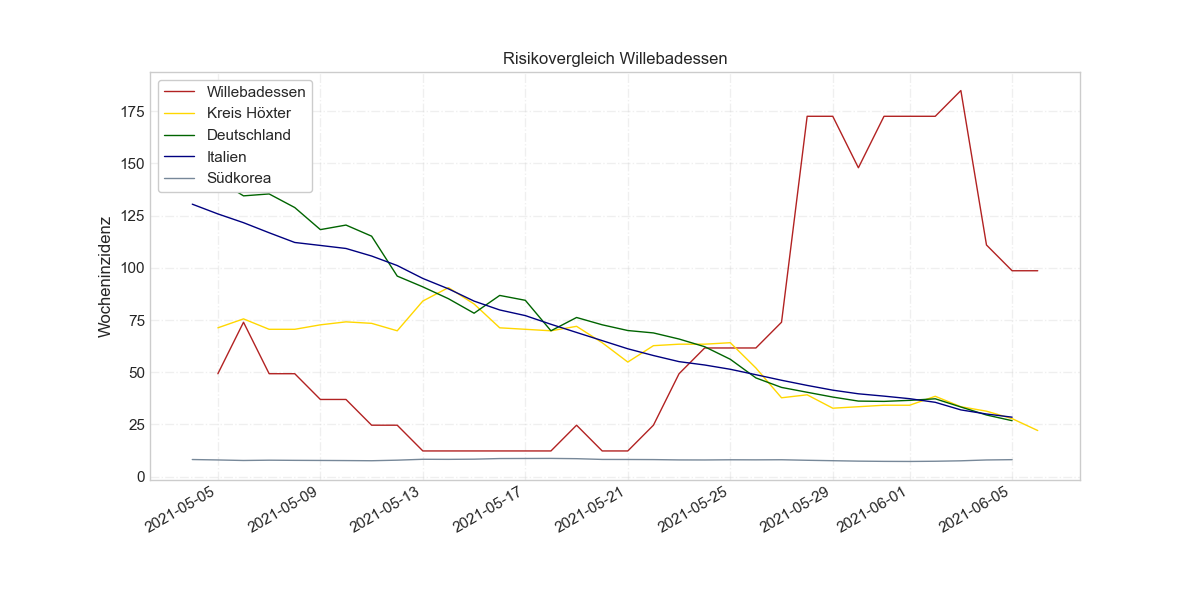 Risikovergleich Willebadessen
Willebadessen
Kreis Höxter
Deutschland
Italien
Südkorea
Wocheninzidenz
175
150
125
100
75
50
25
0
2021-05-05
2021-05-09
2021-05-13
2021-05-17
2021-05-21
2021-05-25
2021-05-29
2021-06-01
2021-06-05